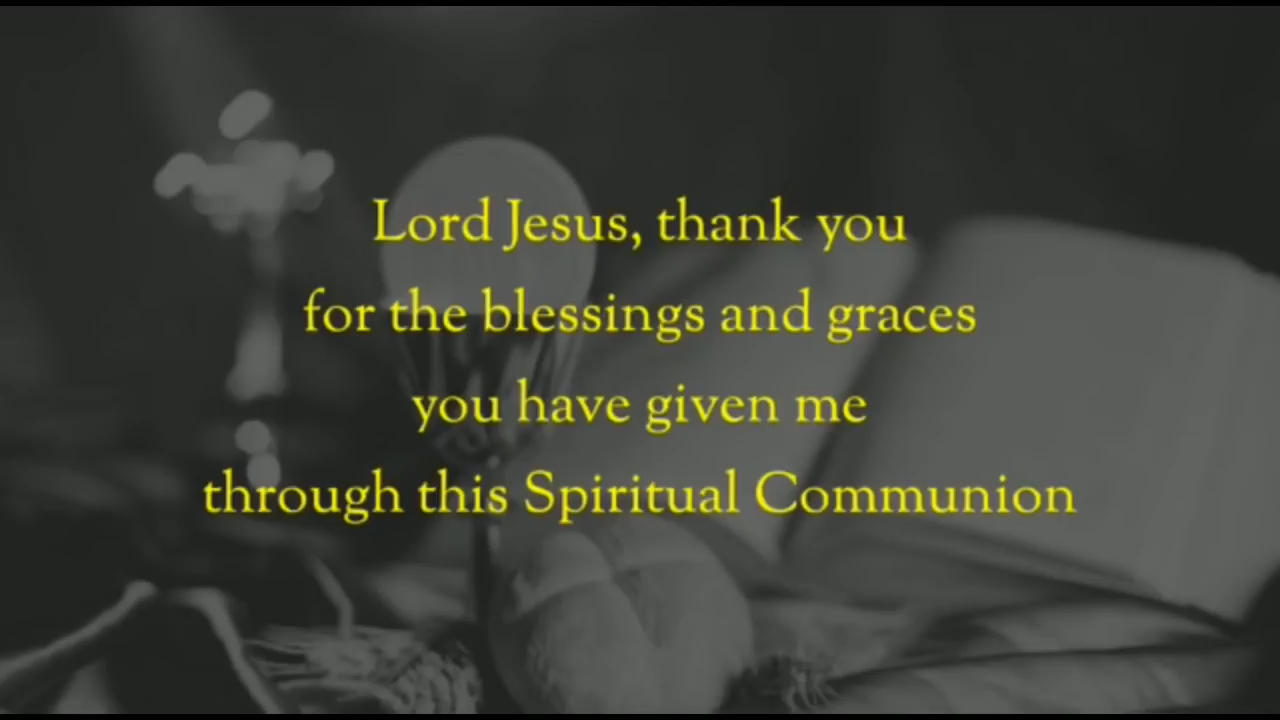 Lord Jesus, thank you
for the blessings and graces
you have given me
through this Spiritual Communion